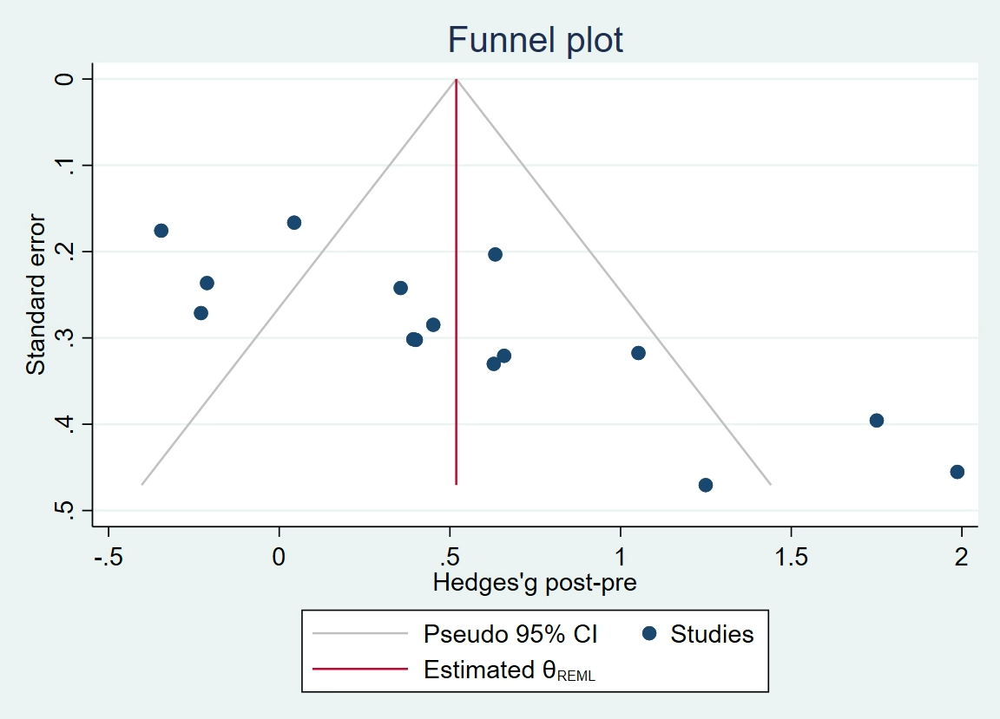 Funnel plot
0
.1
.2
.3
.4
.5
Standard error
-.5 0 .5 1 1.5 2
Hedges'g post-pre
Pseudo 95% CI Studies
Estimated θREML